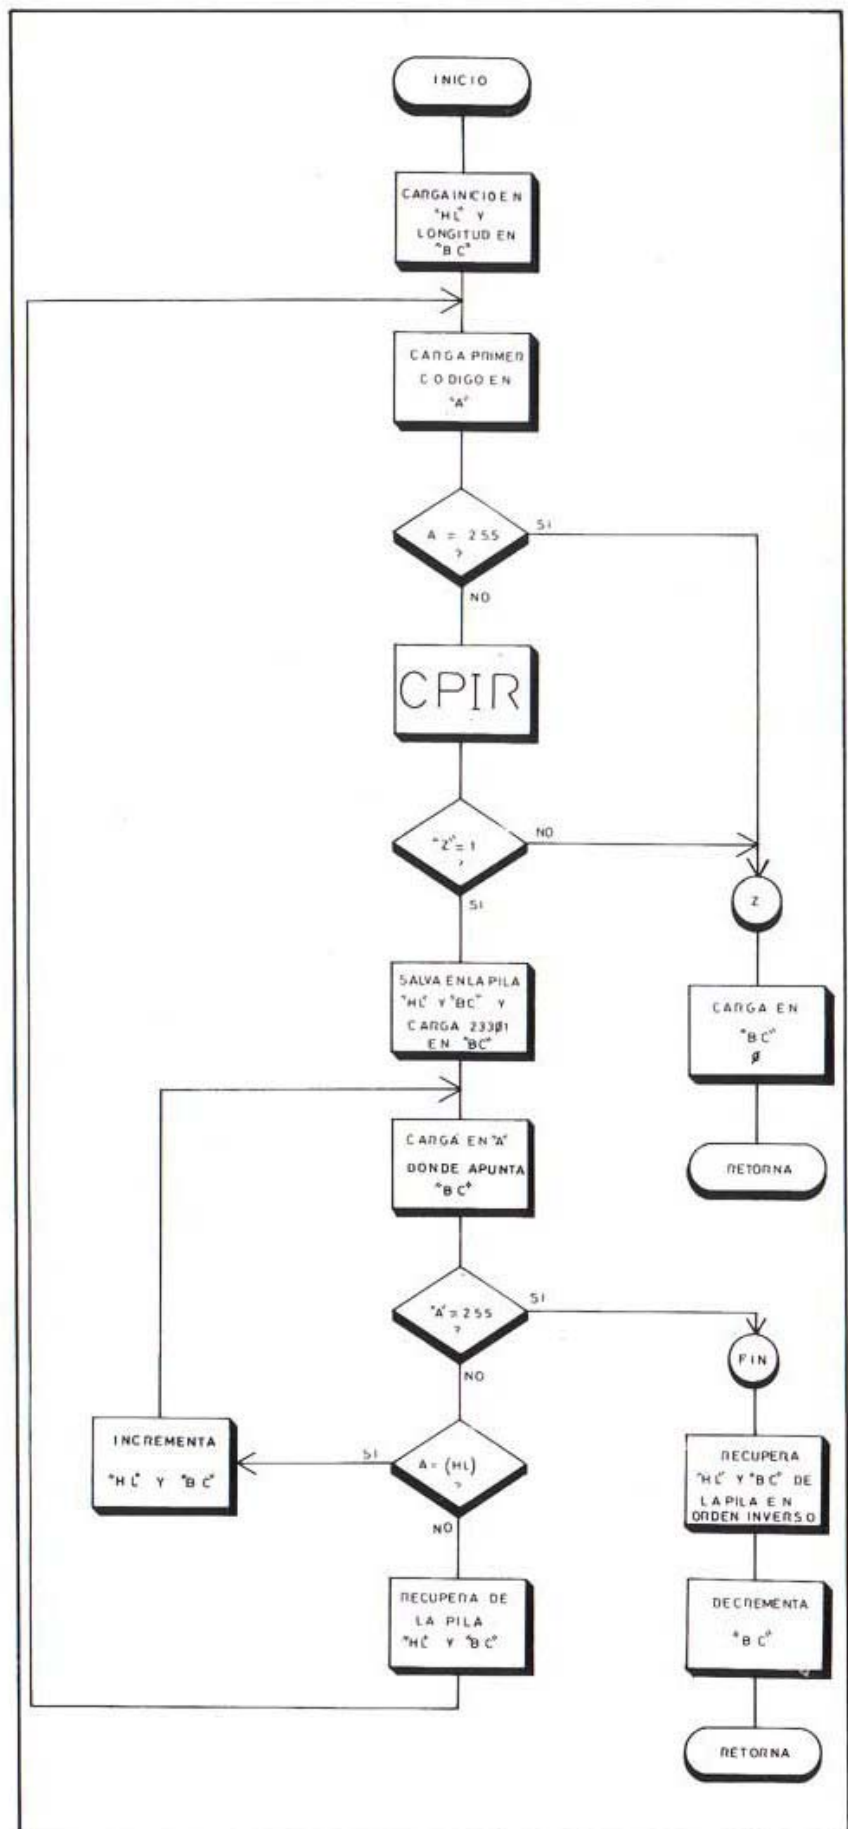 INICIO
CARGA INICIO EN
"HL" Y
LONGITUD EN
"BC"
CARGA PRIMER
CODIGO EN
"A"
A = 255
?
SI
NO
CPIR
"Z"=1
?
NO
SI
Z
SALVA EN LA PILA
"HL" Y "BC" Y
CARGA 233Ø1
EN "BC"
CARGA EN
"BC"
Ø
RETORNA
CARGA EN "A"
DONDE APUNTA
"BC"
"A"=255
?
SI
NO
FIN
INCREMENTA
"HL" Y "BC"
A=(HL)
?
SI
NO
RECUPERA
"HL" Y "BC" DE
LA PILA EN
ORDEN INVERSO
RECUPERA DE
LA PILA
"HL" Y "BC"
DECREMENTA
"BC"
RETORNA